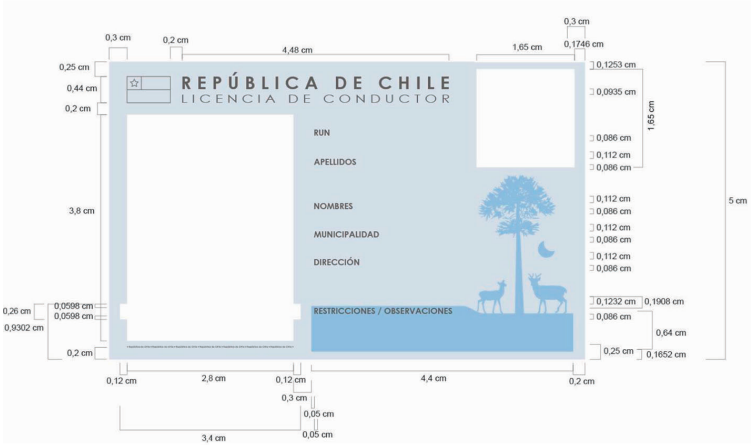 0,3 cm
0,3 cm 0,2 cm 4,48 cm 1,65 cm 0,1746 cm
0,25 cm
0,44 cm
0,2 cm
REPÚBLICA DE CHILE
LICENCIA DE CONDUCTOR
0,1253 cm
0,0935 cm
1,65 cm
RUN
0,086 cm
APELLIDOS
0,112 cm
0,086 cm
5 cm
3,8 cm
NOMBRES
0,112 cm
0,086 cm
MUNICIPALIDAD
0,112 cm
0,086 cm
DIRECCIÓN
0,112 cm
0,086 cm
0,26 cm
0,0598 cm
0,0598 cm
0,9302 cm
RESTRICCIONES / OBSERVACIONES
0,1232 cm
0,1908 cm
0,086 cm
0,64 cm
0,2 cm
0,25 cm
0,1652 cm
0,12 cm 2,8 cm 0,12 cm 4,4 cm 0,2 cm
0,3 cm
0,05 cm
3,4 cm
0,05 cm